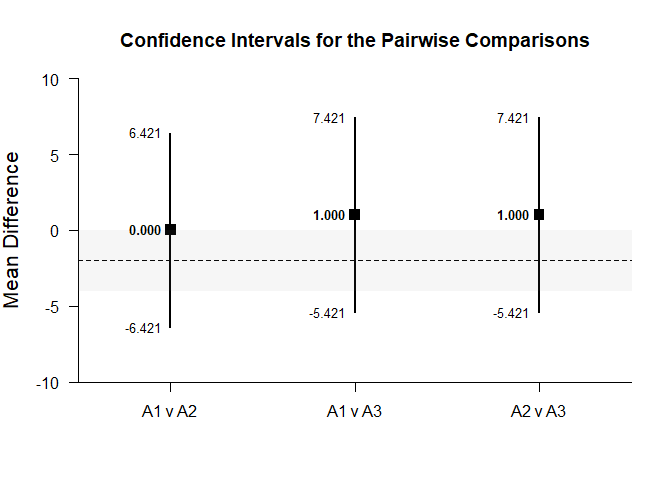 Confidence Intervals for the Pairwise Comparisons
Mean Difference
10
5
0
-5
-10
6.421
0.000
-6.421
7.421
1.000
-5.421
7.421
1.000
-5.421
A1 v A2
A1 v A3
A2 v A3